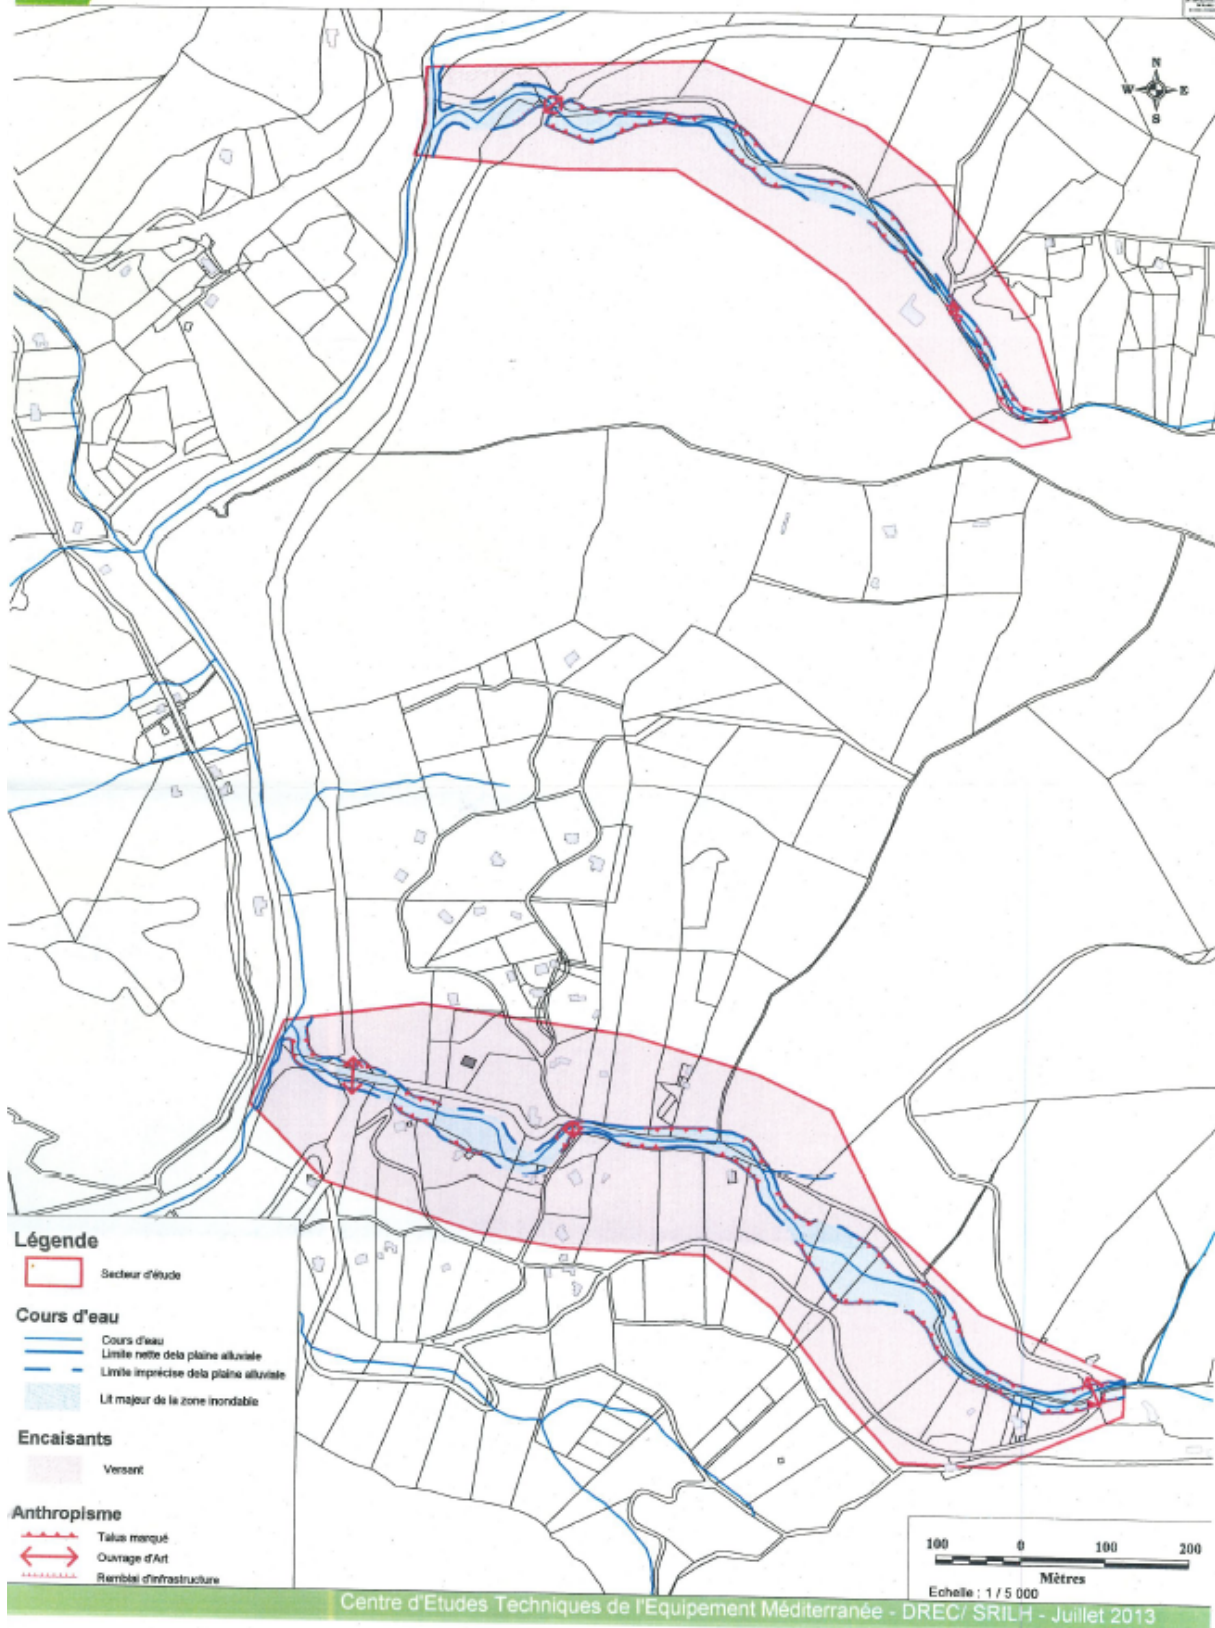 N
W E
S
Légende
Secteur d'étude
Cours d'eau
Cours d'eau
Limite nette dela plaine alluviale
Limite imprécise dela plaine alluviale
Lit majeur de la zone inondable
Encaisants
Versant
Anthropisme
Talus marqué
Ouvrage d'Art
Remblai d'infrastructure
100 0 100 200
Mètres
Echelle : 1 / 5 000
Centre d'Etudes Techniques de l'Equipement Méditerranée - DREC/ SRILH - Juillet 2013